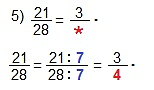 5) 21/28 = 3/* .
21/28 = 21:7/28:7 = 3/4 .